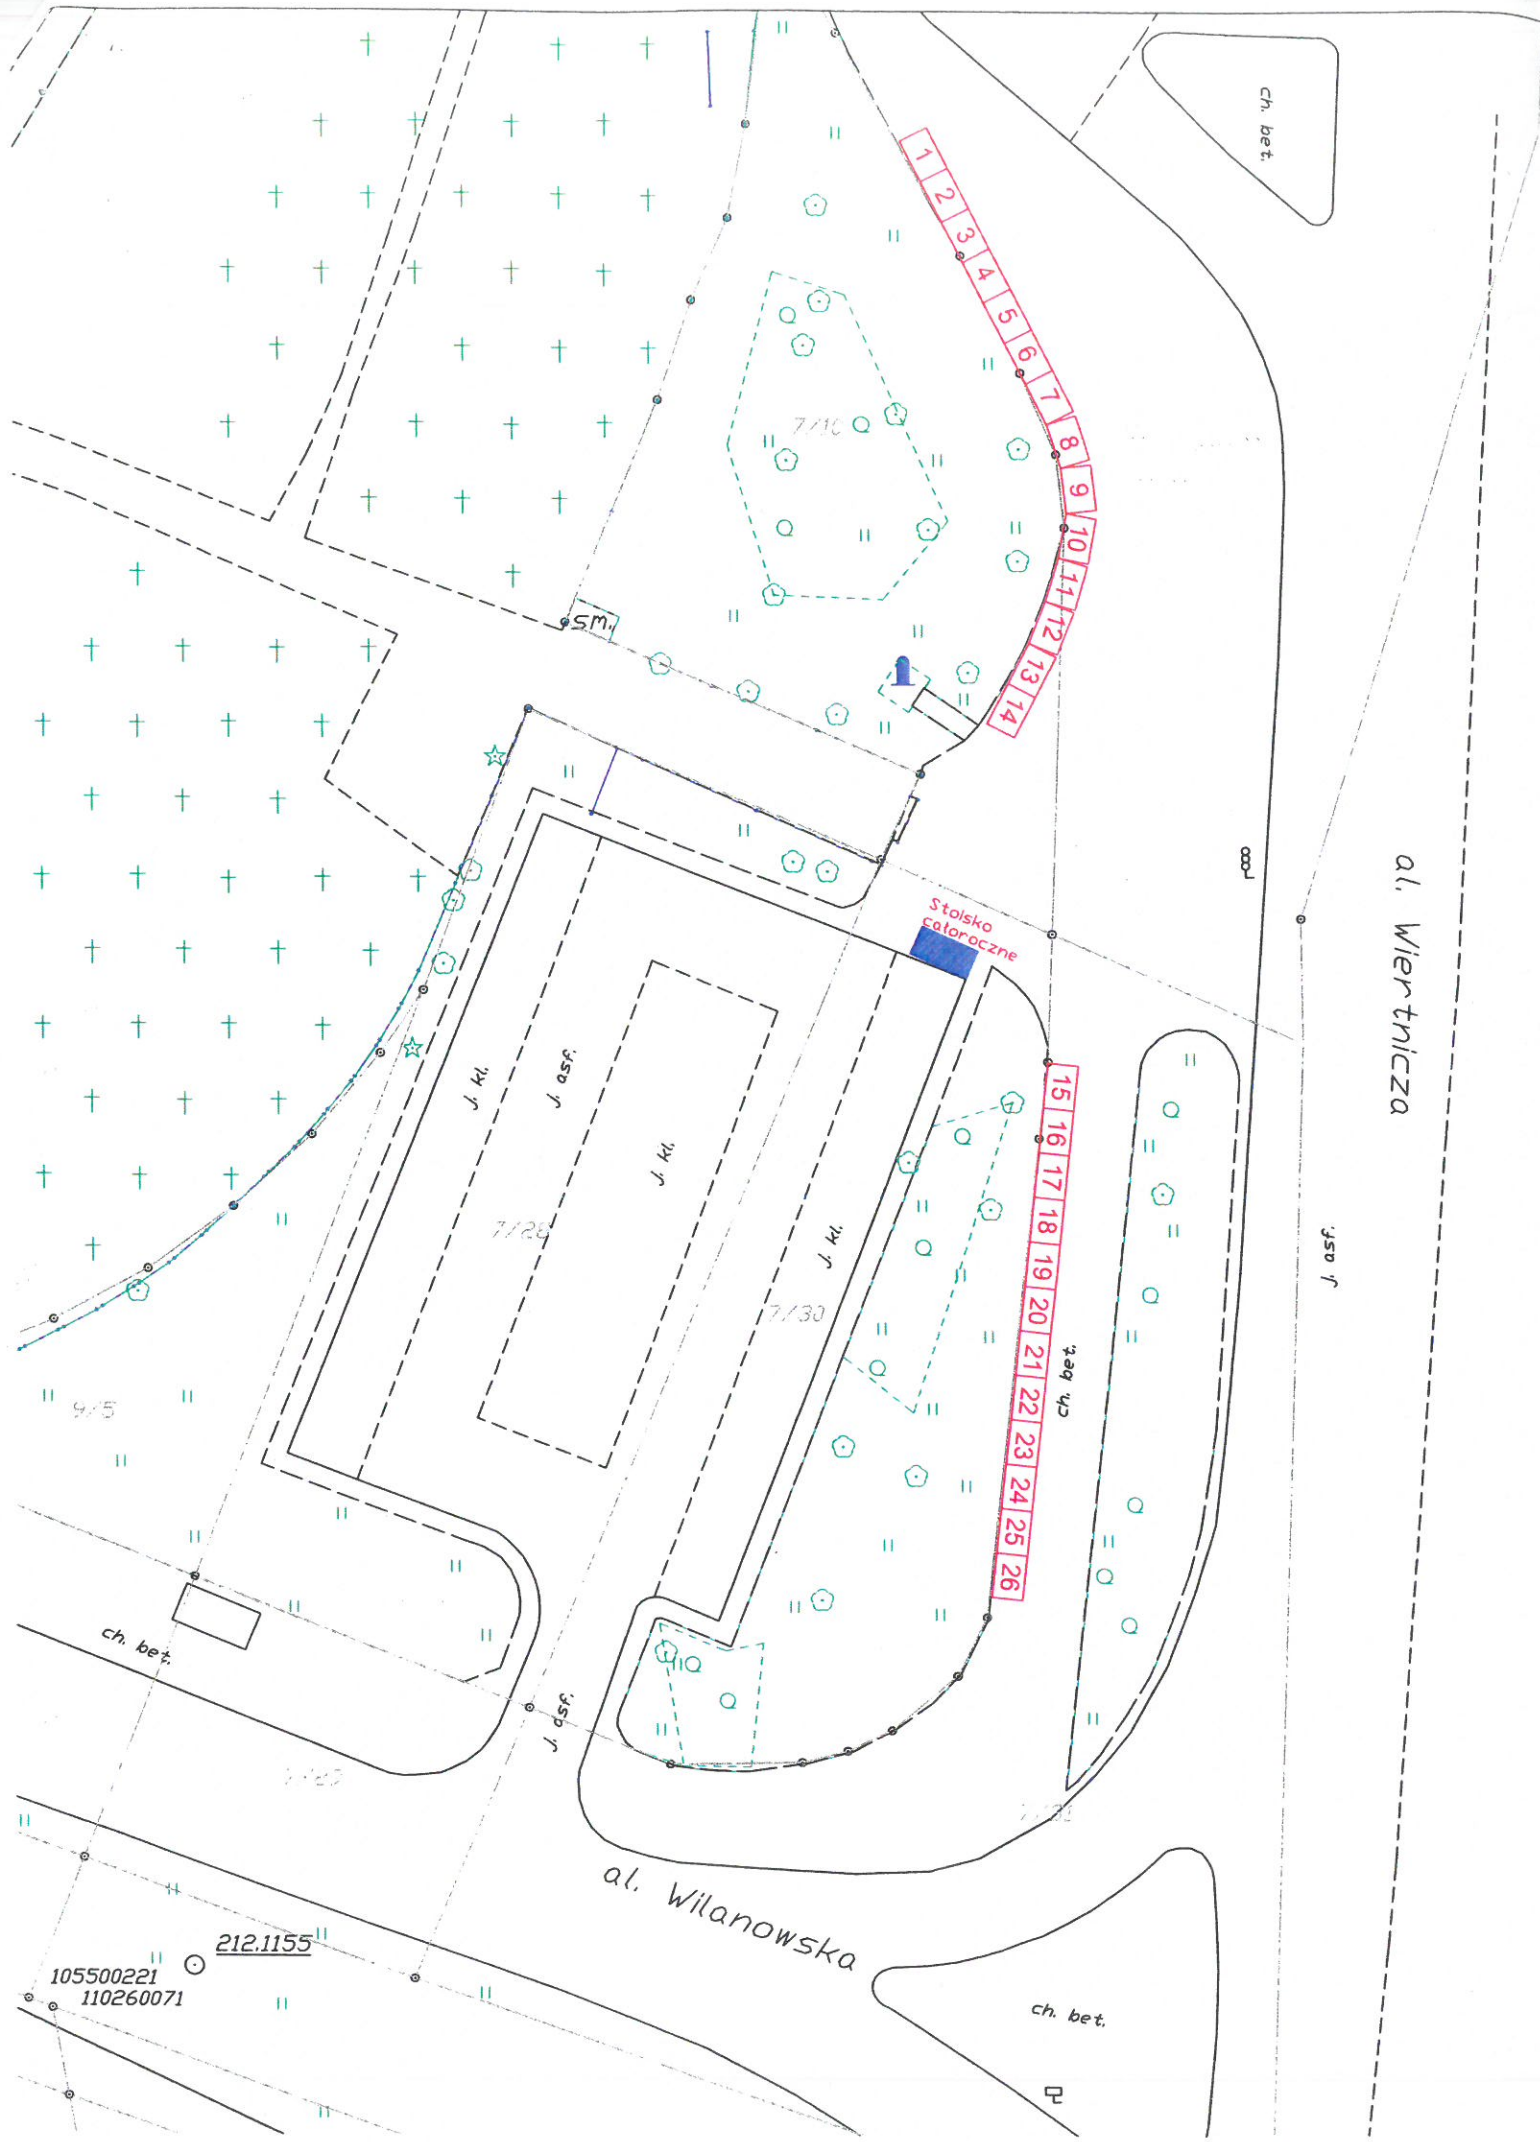 ch. bet.
1
2
3
4
5
6
7
8
9
10
11
12
13
14
7/10
sm.
al. Wiertnicza
Stoisko
całoroczne
15
16
17
18
19
20
21
22
23
24
25
26
j. kl.
j. asf.
j. kl.
j. kl.
7/28
7/30
j. asf.
ch. bet.
9/5
ch. bet.
j. asf.
al. Wilanowska
212.1155
105500221
110260071
ch. bet.